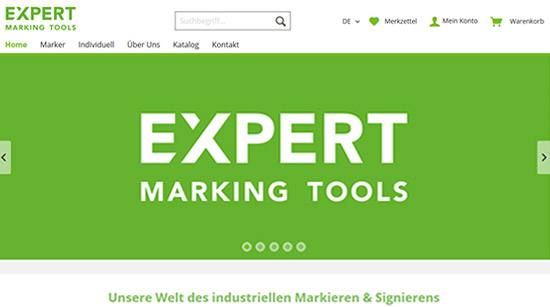 EXPERT
MARKING TOOLS
Suchbegriff...
DE
Merkzettel
Mein Konto
Warenkorb
Home Marker Individuell Über Uns Katalog Kontakt
EXPERT
MARKING TOOLS
Unsere Welt des industriellen Markieren & Signierens